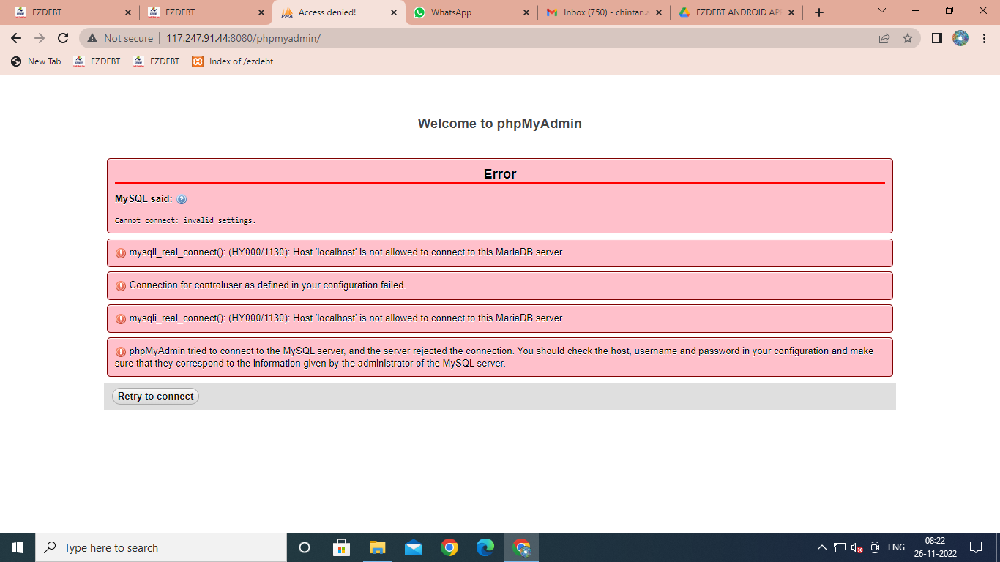 EZDEBT
EZDEBT
Access denied!
WhatsApp
Inbox (750) - chintan.a
EZDEBT ANDROID API
Not secure
117.247.91.44:8080/phpmyadmin/
New Tab
EZDEBT
EZDEBT
Index of /ezdebt
Welcome to phpMyAdmin
Error
MySQL said:
Cannot connect: invalid settings.
mysqli_real_connect(): (HY000/1130): Host 'localhost' is not allowed to connect to this MariaDB server
Connection for controluser as defined in your configuration failed.
mysqli_real_connect(): (HY000/1130): Host 'localhost' is not allowed to connect to this MariaDB server
phpMyAdmin tried to connect to the MySQL server, and the server rejected the connection. You should check the host, username and password in your configuration and make
sure that they correspond to the information given by the administrator of the MySQL server.
Retry to connect
Type here to search
ENG
08:22
26-11-2022